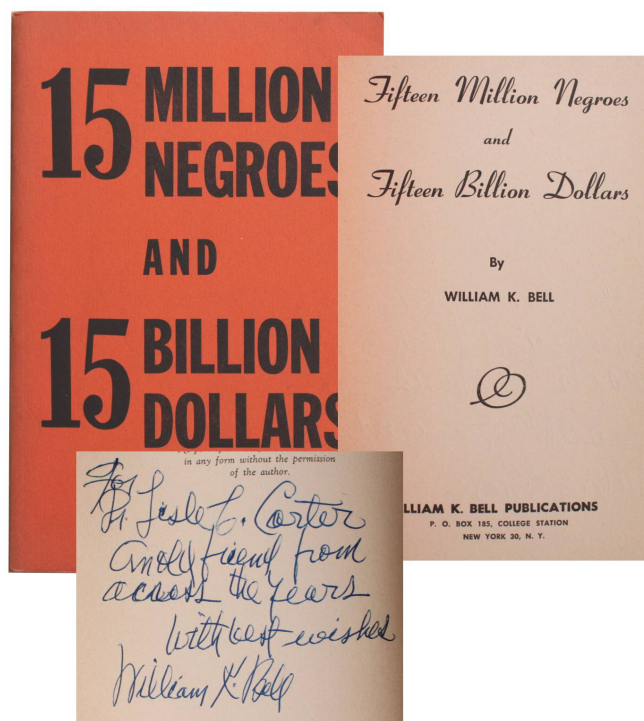 15 MILLION
NEGROES
AND
15 BILLION
DOLLARS
Fifteen Million Negroes
and
Fifteen Billion Dollars
By
WILLIAM K. BELL
LLIAM K. BELL PUBLICATIONS
P. O. BOX 185, COLLEGE STATION
NEW YORK 30, N. Y.
in any form without the permission
of the author.
For
Dr. Lisle C. Carter
An old friend from
across the years
with best wishes
William K. Bell